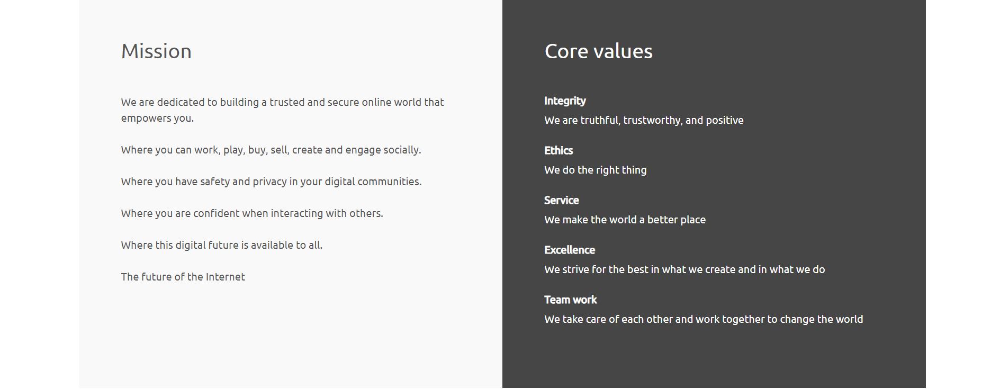 Mission
We are dedicated to building a trusted and secure online world that
empowers you.
Where you can work, play, buy, sell, create and engage socially.
Where you have safety and privacy in your digital communities.
Where you are confident when interacting with others.
Where this digital future is available to all.
The future of the Internet
Core values
Integrity
We are truthful, trustworthy, and positive
Ethics
We do the right thing
Service
We make the world a better place
Excellence
We strive for the best in what we create and in what we do
Team work
We take care of each other and work together to change the world